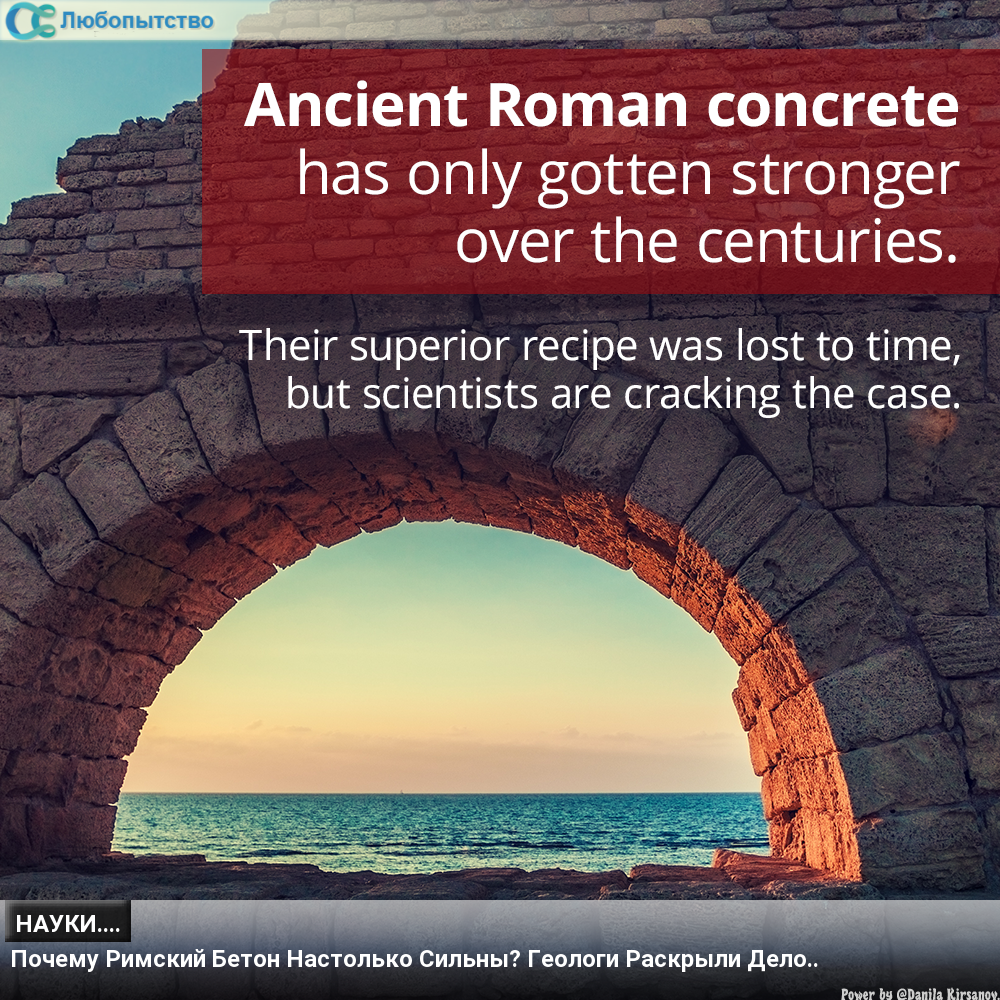 Любопытство
Ancient Roman concrete
has only gotten stronger
over the centuries.
Their superior recipe was lost to time,
but scientists are cracking the case.
НАУКИ....
Почему Римский Бетон Настолько Сильны? Геологи Раскрыли Дело..
Power by @Danila Kirsanov